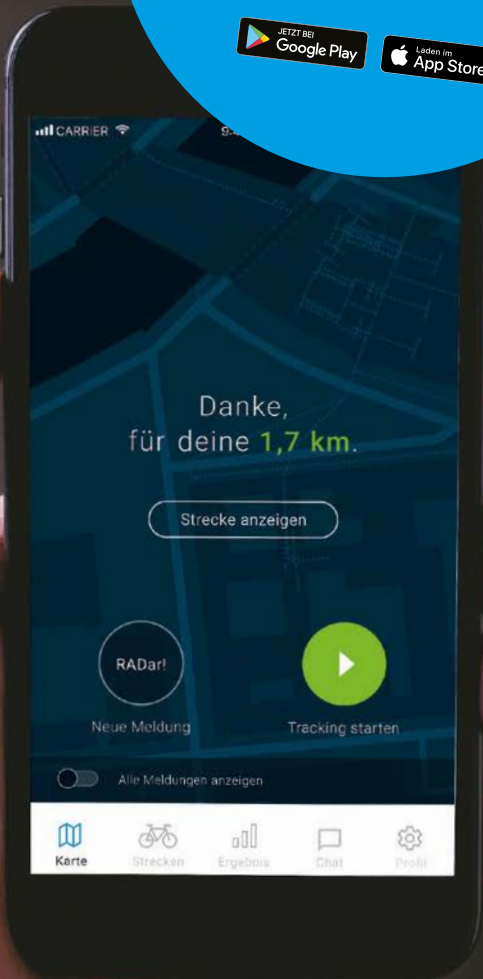 JETZT BEI
Google Play
Laden im
App Store
CARRIER
Danke,
für deine 1,7 km.
Strecke anzeigen
RADar!
Neue Meldung
Tracking starten
Alle Meldungen anzeigen
Karte
Strecken
Ergebnis
Chat
Profil